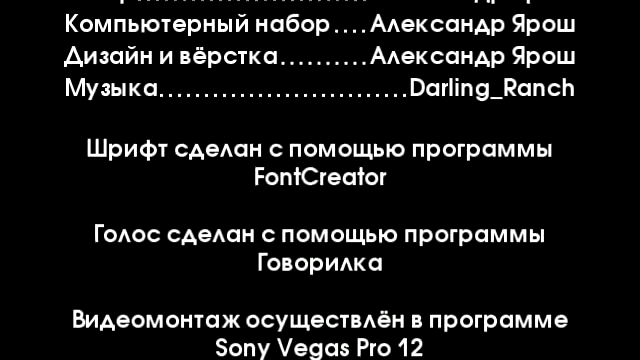 Компьютерный набор....Александр Ярош
Дизайн и вёрстка..........Александр Ярош
Музыка............................Darling_Ranch
Шрифт сделан с помощью программы
FontCreator
Голос сделан с помощью программы
Говорилка
Видеомонтаж осуществлён в программе
Sony Vegas Pro 12